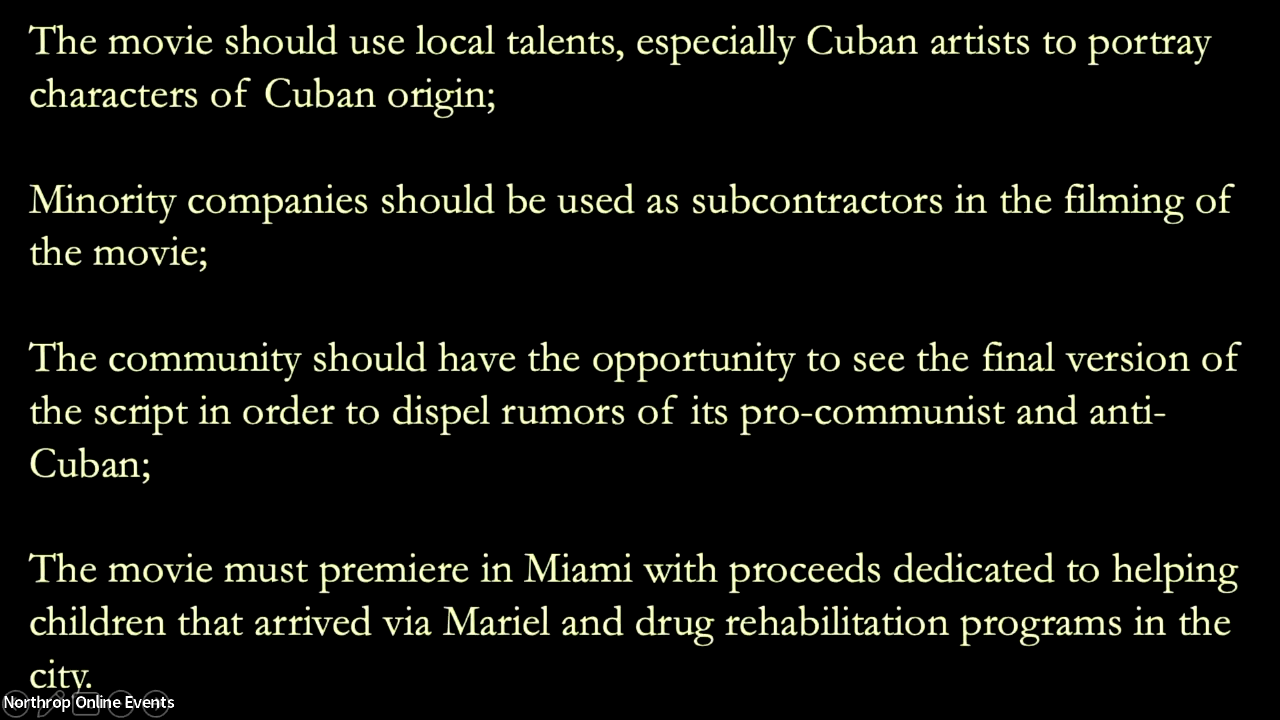 The movie should use local talents, especially Cuban artists to portray
characters of Cuban origin;
Minority companies should be used as subcontractors in the filming of
the movie;
The community should have the opportunity to see the final version of
the script in order to dispel rumors of its pro-communist and anti-
Cuban;
The movie must premiere in Miami with proceeds dedicated to helping
children that arrived via Mariel and drug rehabilitation programs in the
city.
Northrop Online Events